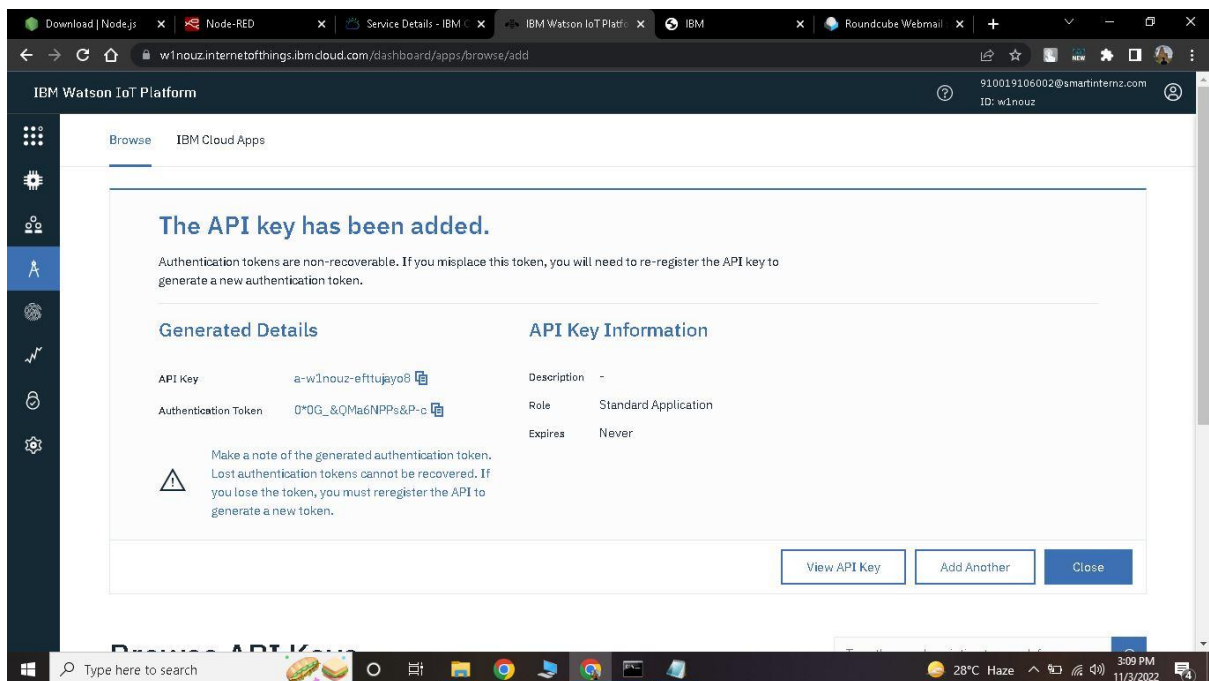 Download | Node.js
Node-RED
Service Details - IBM C
IBM Watson IoT Platfo
IBM
Roundcube Webmail
w1nouz.internetofthings.ibmcloud.com/dashboard/apps/browse/add
NEW
IBM Watson IoT Platform
910019106002@smartinternz.com
ID: w1nouz
Browse
IBM Cloud Apps
The API key has been added.
Authentication tokens are non-recoverable. If you misplace this token, you will need to re-register the API key to
generate a new authentication token.
Generated Details
API Key a-w1nouz-efttujayo8
Authentication Token 0*0G_&QMa6NPPs&P-c
Make a note of the generated authentication token.
Lost authentication tokens cannot be recovered. If
you lose the token, you must reregister the API to
generate a new token.
API Key Information
Description -
Role Standard Application
Expires Never
View API Key
Add Another
Close
Browse API Keys
Type here to search
28°C Haze
3:09 PM
11/3/2022
4